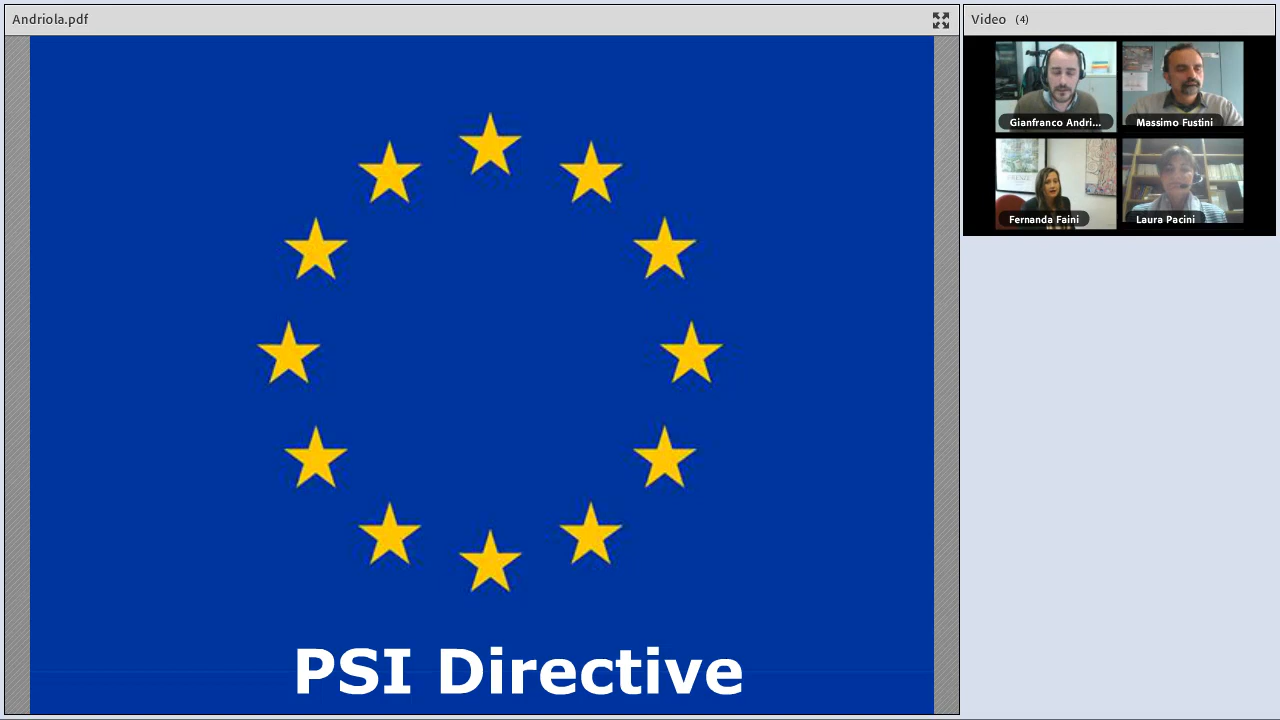 Andriola.pdf
Video (4)
Gianfranco Andri...
Massimo Fustini
Fernanda Faini
Laura Pacini
PSI Directive